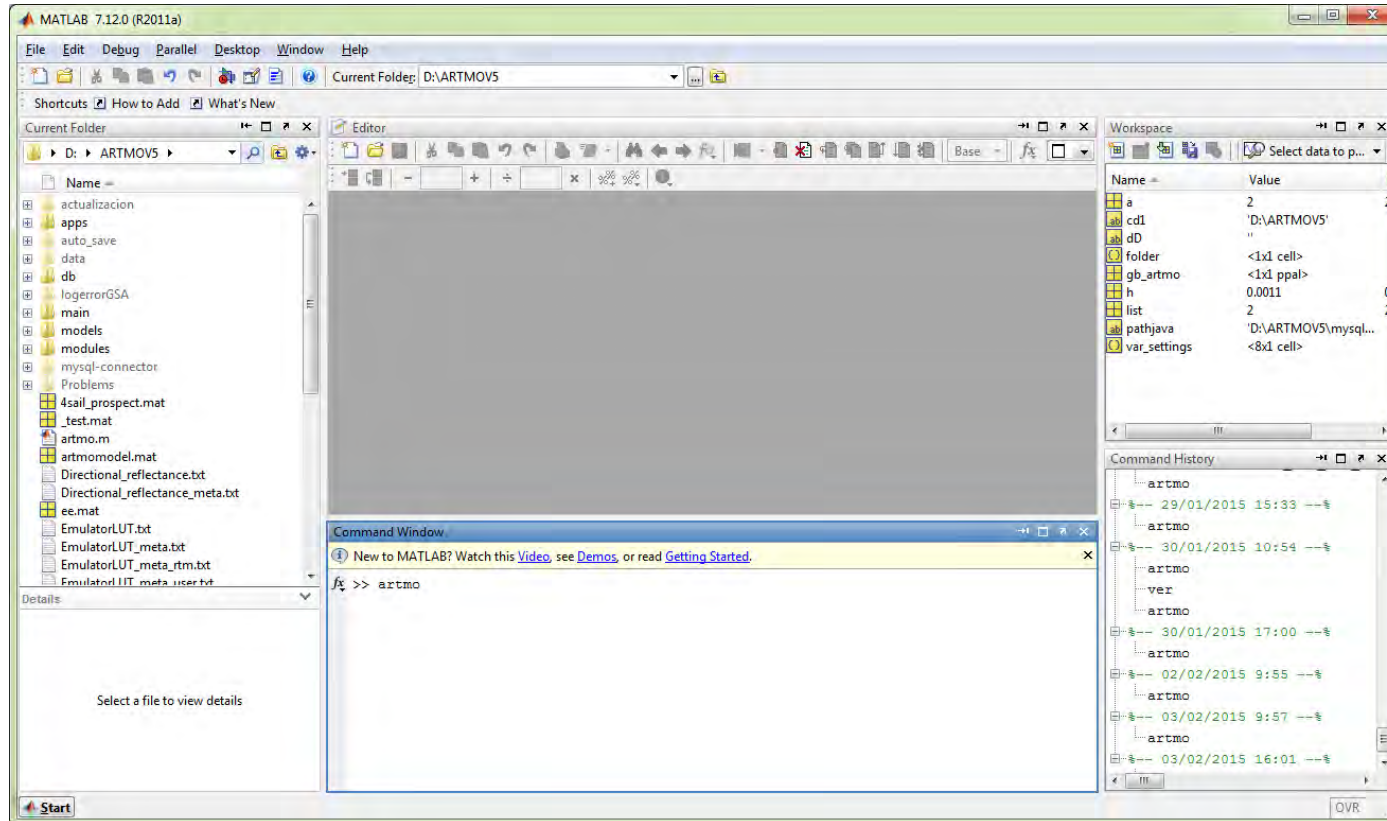 MATLAB 7.12.0 (R2011a)
File Edit Debug Parallel Desktop Window Help
Current Folder: D:\ARTMOV5
Shortcuts How to Add What's New
Current Folder
D: ARTMOV5
Name
actualizacion
apps
auto_save
data
db
logerrorGSA
main
models
modules
mysql-connector
Problems
4sail_prospect.mat
_test.mat
artmo.m
artmomodel.mat
Directional_reflectance.txt
Directional_reflectance_meta.txt
ee.mat
EmulatorLUT.txt
EmulatorLUT_meta.txt
EmulatorLUT_meta_rtm.txt
EmulatorLUT_meta_user.txt
Details
Select a file to view details
Start
Editor
Base
fx
Command Window
New to MATLAB? Watch this Video, see Demos, or read Getting Started.
fx >> artmo
Workspace
Select data to p...
Name Value
a 2
cd1 'D:\ARTMOV5'
dD ''
folder <1x1 cell>
gb_artmo <1x1 ppal>
h 0.0011
list 2
pathjava 'D:\ARTMOV5\mysql...
var_settings <8x1 cell>
Command History
artmo
%-- 29/01/2015 15:33 --%
artmo
%-- 30/01/2015 10:54 --%
artmo
ver
artmo
%-- 30/01/2015 17:00 --%
artmo
%-- 02/02/2015 9:55 --%
artmo
%-- 03/02/2015 9:57 --%
artmo
%-- 03/02/2015 16:01 --%
OVR